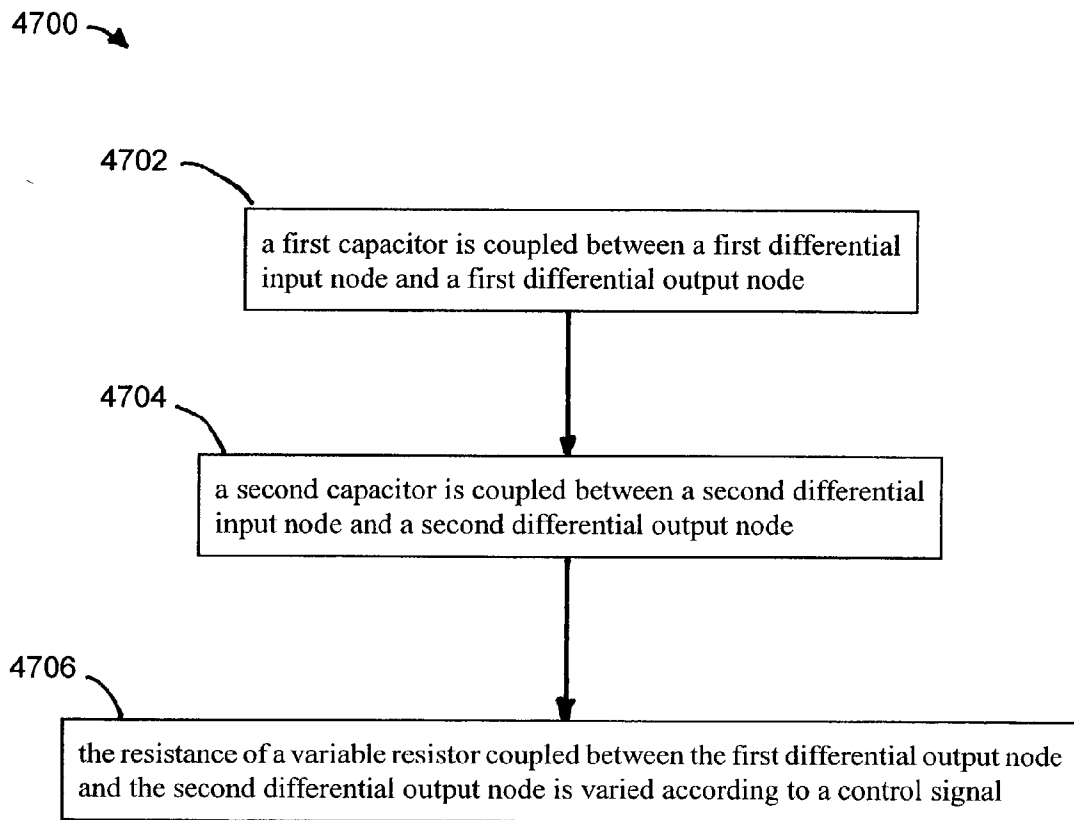 4700
4702
a first capacitor is coupled between a first differential
input node and a first differential output node
4704
a second capacitor is coupled between a second differential
input node and a second differential output node
4706
the resistance of a variable resistor coupled between the first differential output node
and the second differential output node is varied according to a control signal